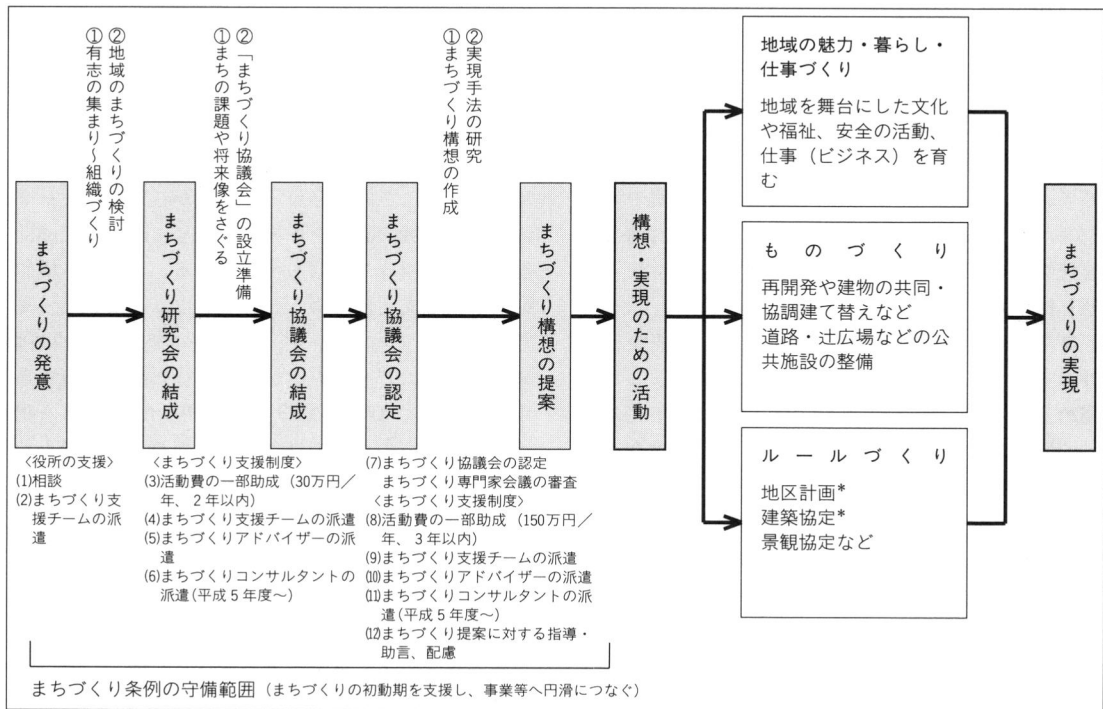 ①有志の集まり～組織づくり
②地域のまちづくりの検討
①まちの課題や将来像をさぐる
②「まちづくり協議会」の設立準備
①まちづくり構想の作成
②実現手法の研究
まちづくりの発意
まちづくり研究会の結成
まちづくり協議会の結成
まちづくり協議会の認定
まちづくり構想の提案
構想・実現のための活動
地域の魅力・暮らし・
仕事づくり
地域を舞台にした文化
や福祉、安全の活動、
仕事（ビジネス）を育
む
ものづくり
再開発や建物の共同・
協調建て替えなど
道路・辻広場などの公
共施設の整備
ルールづくり
地区計画*
建築協定*
景観協定など
まちづくりの実現
〈役所の支援〉
(1)相談
(2)まちづくり支
援チームの派
遣
〈まちづくり支援制度〉
(3)活動費の一部助成（30万円／
年、2年以内）
(4)まちづくり支援チームの派遣
(5)まちづくりアドバイザーの派
遣
(6)まちづくりコンサルタントの
派遣（平成5年度～）
(7)まちづくり協議会の認定
まちづくり専門家会議の審査
〈まちづくり支援制度〉
(8)活動費の一部助成（150万円／
年、3年以内）
(9)まちづくり支援チームの派遣
(10)まちづくりアドバイザーの派遣
(11)まちづくりコンサルタントの派
遣（平成5年度～）
(12)まちづくり提案に対する指導・
助言、配慮
まちづくり条例の守備範囲（まちづくりの初動期を支援し、事業等へ円滑につなぐ）